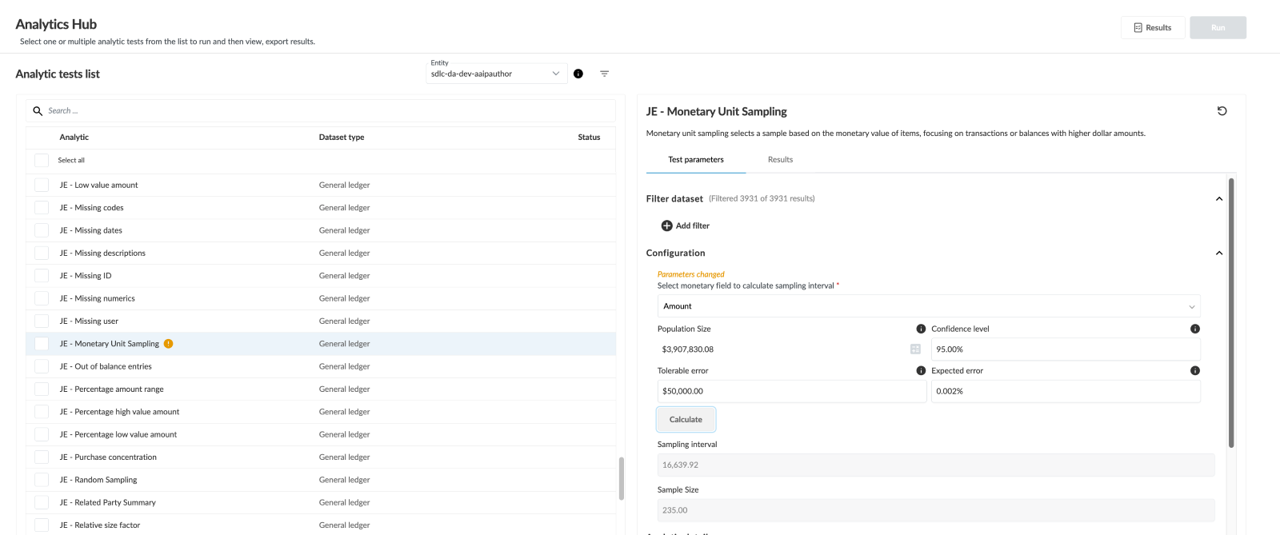 Analytics Hub
Select one or multiple analytic tests from the list to run and then view, export results.
Results
Run
Analytic tests list
Entity
sdlc-da-dev-aaipauthor
Search ...
Analytic Dataset type Status
Select all
JE - Low value amount General ledger
JE - Missing codes General ledger
JE - Missing dates General ledger
JE - Missing descriptions General ledger
JE - Missing ID General ledger
JE - Missing numerics General ledger
JE - Missing user General ledger
JE - Monetary Unit Sampling General ledger
JE - Out of balance entries General ledger
JE - Percentage amount range General ledger
JE - Percentage high value amount General ledger
JE - Percentage low value amount General ledger
JE - Purchase concentration General ledger
JE - Random Sampling General ledger
JE - Related Party Summary General ledger
JE - Relative size factor General ledger
JE - Monetary Unit Sampling
Monetary unit sampling selects a sample based on the monetary value of items, focusing on transactions or balances with higher dollar amounts.
Test parameters Results
Filter dataset (Filtered 3931 of 3931 results)
Add filter
Configuration
Parameters changed
Select monetary field to calculate sampling interval *
Amount
Population Size Confidence level
$3,907,830.08 95.00%
Tolerable error Expected error
$50,000.00 0.002%
Calculate
Sampling interval
16,639.92
Sample Size
235.00